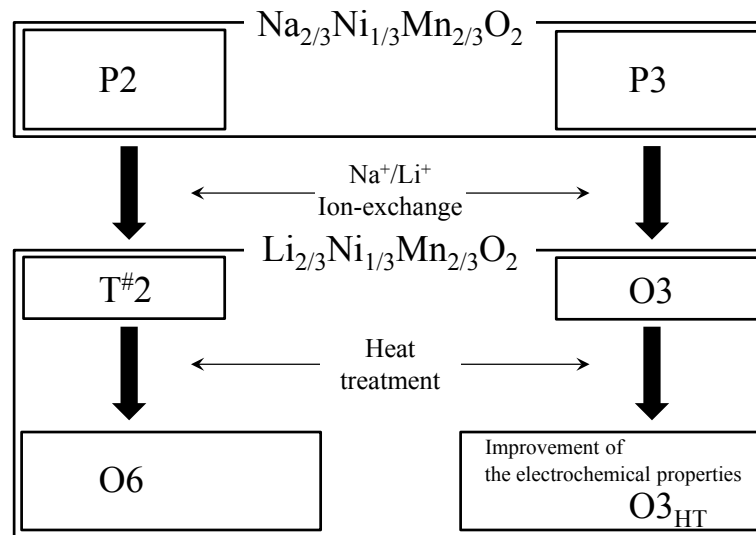 Na₂/₃Ni₁/₃Mn₂/₃O₂
P2 P3
Na⁺/Li⁺
Ion-exchange
Li₂/₃Ni₁/₃Mn₂/₃O₂
T#2 O3
Heat
treatment
O6
Improvement of
the electrochemical properties
O3HT